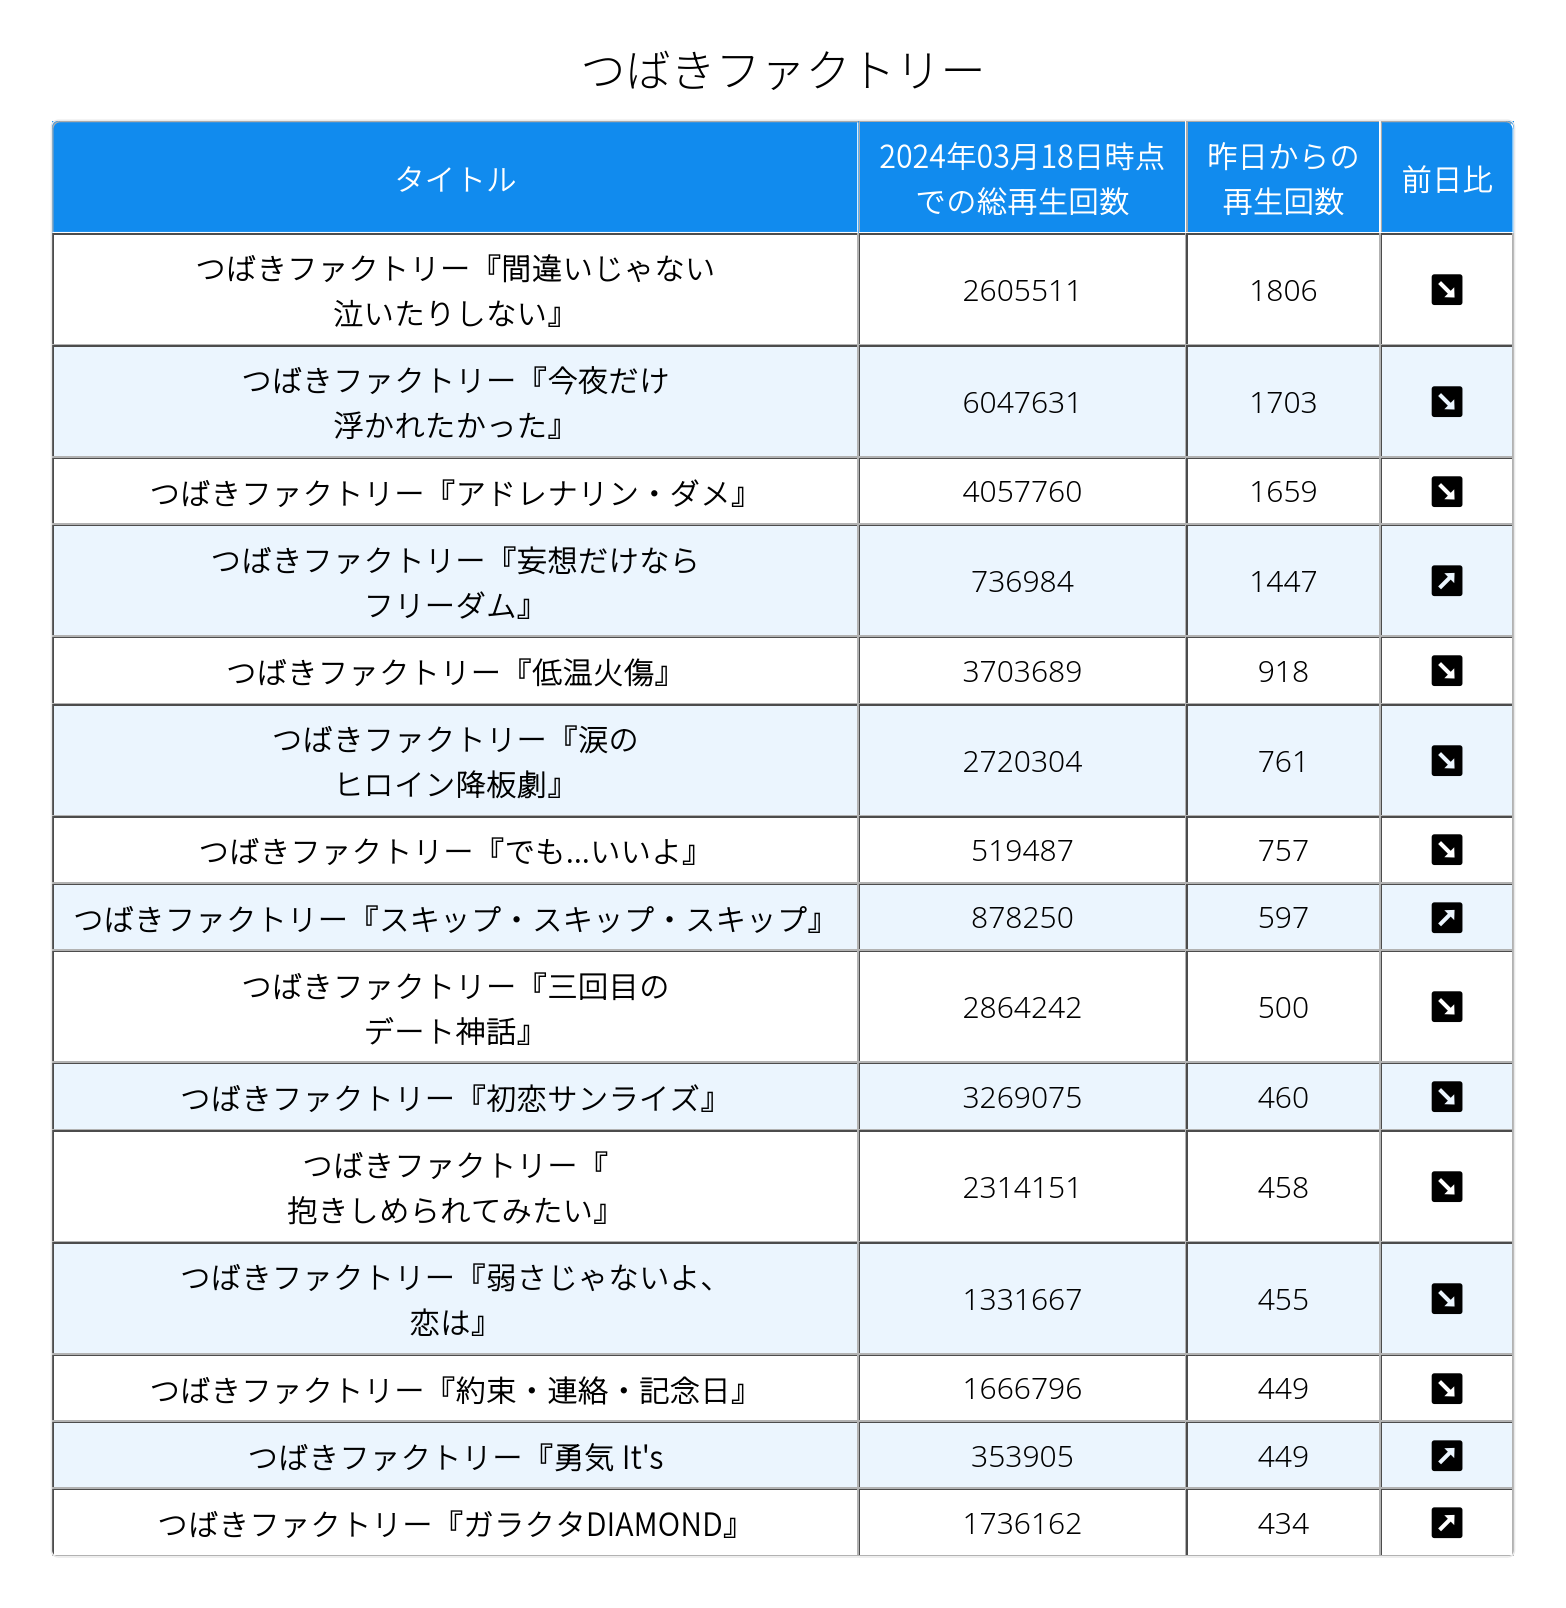 つばきファクトリー
タイトル
2024年03月18日時点
での総再生回数
昨日からの
再生回数
前日比
つばきファクトリー『間違いじゃない
泣いたりしない』
2605511
1806
つばきファクトリー『今夜だけ
浮かれたかった』
6047631
1703
つばきファクトリー『アドレナリン・ダメ』
4057760
1659
つばきファクトリー『妄想だけなら
フリーダム』
736984
1447
つばきファクトリー『低温火傷』
3703689
918
つばきファクトリー『涙の
ヒロイン降板劇』
2720304
761
つばきファクトリー『でも...いいよ』
519487
757
つばきファクトリー『スキップ・スキップ・スキップ』
878250
597
つばきファクトリー『三回目の
デート神話』
2864242
500
つばきファクトリー『初恋サンライズ』
3269075
460
つばきファクトリー『
抱きしめられてみたい』
2314151
458
つばきファクトリー『弱さじゃないよ、
恋は』
1331667
455
つばきファクトリー『約束・連絡・記念日』
1666796
449
つばきファクトリー『勇気 It's
353905
449
つばきファクトリー『ガラクタDIAMOND』
1736162
434